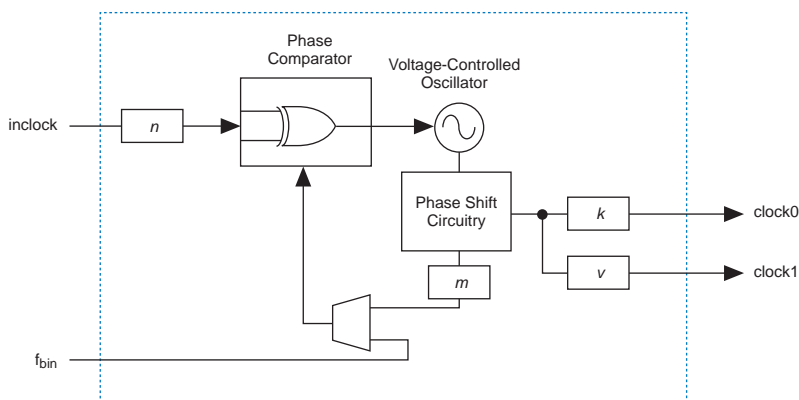 Phase
Comparator
Voltage-Controlled
Oscillator
inclock
n
Phase Shift
Circuitry
k
clock0
v
clock1
m
fbin